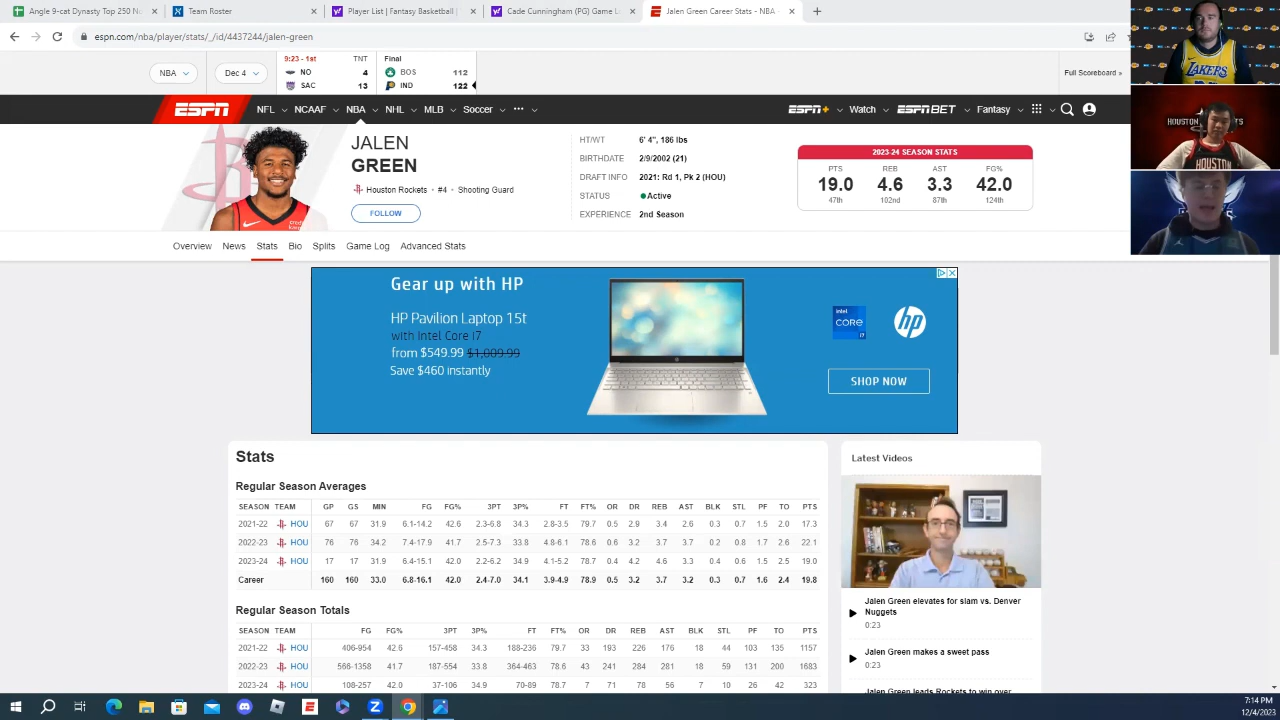 Angle 9-cat Dynasty Top 250 N
Team Roster
Player List | Fantasy Basketball |
Cade Cunningham (PG) Game L
Jalen Green Career Stats - NBA -
espn.com/nba/player/stats/_/id/4437244/jalen-green
NBA
Dec 4
9:23 - 1st TNT
NO 4
SAC 13
Final
BOS 112
IND 122
Full Scoreboard »
ESPN
NFL NCAAF NBA NHL MLB Soccer
ESPN+ Watch ESPN BET Fantasy
JALEN
GREEN
Houston Rockets • #4 • Shooting Guard
FOLLOW
HT/WT 6' 4", 186 lbs
BIRTHDATE 2/9/2002 (21)
DRAFT INFO 2021: Rd 1, Pk 2 (HOU)
STATUS Active
EXPERIENCE 2nd Season
2023-24 SEASON STATS
PTS REB AST FG%
19.0 4.6 3.3 42.0
47th 102nd 87th 124th
LAKERS
HOUSTON
Overview News Stats Bio Splits Game Log Advanced Stats
Gear up with HP
HP Pavilion Laptop 15t
with Intel Core i7
from $549.99 $1,009.99
Save $460 instantly
intel
CORE
i7
hp
SHOP NOW
Stats
Regular Season Averages
SEASON TEAM GP GS MIN FG FG% 3PT 3P% FT FT% OR DR REB AST BLK STL PF TO PTS
2021-22 HOU 67 67 31.9 6.1-14.2 42.6 2.3-6.8 34.3 2.8-3.5 79.7 0.5 2.9 3.4 2.6 0.3 0.7 1.5 2.0 17.3
2022-23 HOU 76 76 34.2 7.4-17.9 41.7 2.5-7.3 33.8 4.8-6.1 78.6 0.6 3.2 3.7 3.7 0.2 0.8 1.7 2.6 22.1
2023-24 HOU 17 17 31.9 6.4-15.1 42.0 2.2-6.2 34.9 4.1-5.2 78.7 0.4 4.2 4.6 3.3 0.4 0.6 1.5 2.5 19.0
Career 160 160 33.0 6.8-16.1 42.0 2.4-7.0 34.1 3.9-4.9 78.9 0.5 3.2 3.7 3.2 0.3 0.7 1.6 2.4 19.8
Regular Season Totals
SEASON TEAM FG FG% 3PT 3P% FT FT% OR DR REB AST BLK STL PF TO PTS
2021-22 HOU 406-954 42.6 157-458 34.3 188-236 79.7 33 193 226 176 18 44 103 135 1157
2022-23 HOU 566-1358 41.7 187-554 33.8 364-463 78.6 43 241 284 281 18 59 131 200 1683
2023-24 HOU 108-257 42.0 37-106 34.9 70-89 78.7 7 71 78 56 7 10 26 42 323
Latest Videos
Jalen Green elevates for slam vs. Denver
Nuggets
0:23
Jalen Green makes a sweet pass
0:23
Jalen Green leads Rockets to win over
7:14 PM
12/4/2023